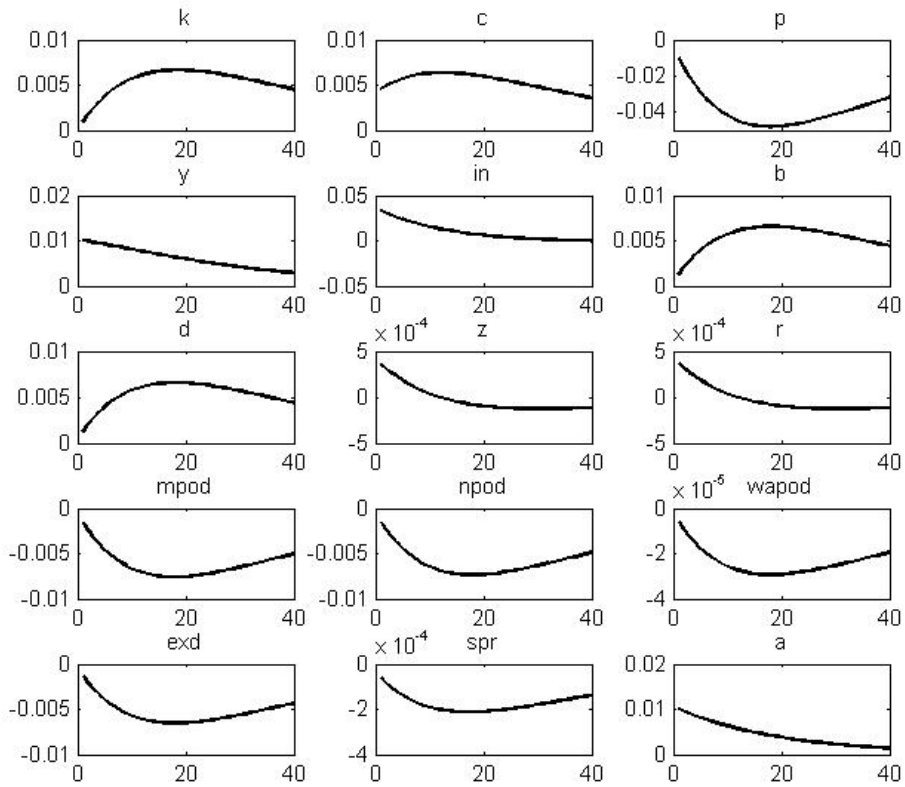 k c p
0.01 0.01 0
0.005 0.005 -0.02
0 0 -0.04
0 20 40 0 20 40 0 20 40
y in b
0.02 0.05 0.01
0.01 0 0.005
0 -0.05 0
0 20 40 0 20 40 0 20 40
d z r
0.01 5 x 10^-4 5 x 10^-4
0.005 0 0
0 -5 -5
0 20 40 0 20 40 0 20 40
mpod npod wapod
0 0 0 x 10^-5
-0.005 -0.005 -2
-0.01 -0.01 -4
0 20 40 0 20 40 0 20 40
exd spr a
0 0 x 10^-4 0.02
-0.005 -2 0.01
-0.01 -4 0
0 20 40 0 20 40 0 20 40